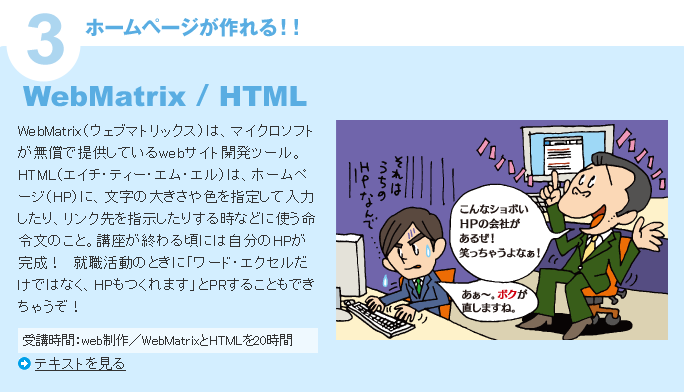 3 ホームページが作れる！！
WebMatrix / HTML
WebMatrix（ウェブマトリックス）は、マイクロソフト
が無償で提供しているwebサイト開発ツール。
HTML（エイチ・ティー・エム・エル）は、ホームペ
ージ（HP）に、文字の大きさや色を指定して入力
したり、リンク先を指示したりする時などに使う命
令文のこと。講座が終わる頃には自分のHPが
完成！　就職活動のときに「ワード・エクセルだ
けではなく、HPもつくれます」とPRすることもでき
ちゃうぞ！
受講時間：web制作／WebMatrixとHTMLを20時間
テキストを見る
こんなショボい
HPの会社が
あるぜ！
笑っちゃうよなぁ！
それは
うちの
HPなんで
あぁ〜。ボクが
直しますね。